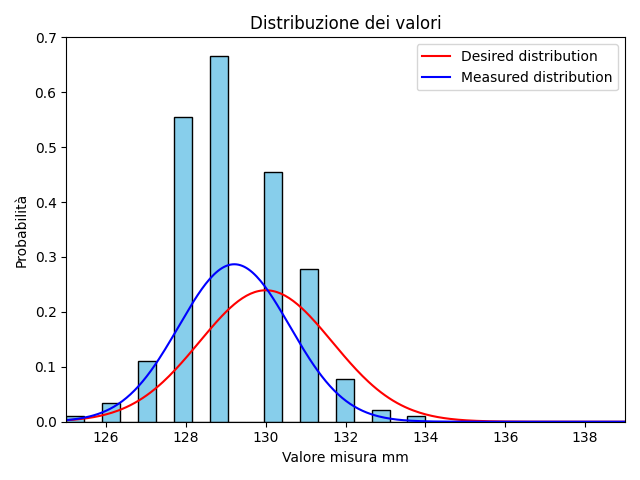 Distribuzione dei valori
Desired distribution
Measured distribution
Probabilità
0.7
0.6
0.5
0.4
0.3
0.2
0.1
0.0
126 128 130 132 134 136 138
Valore misura mm